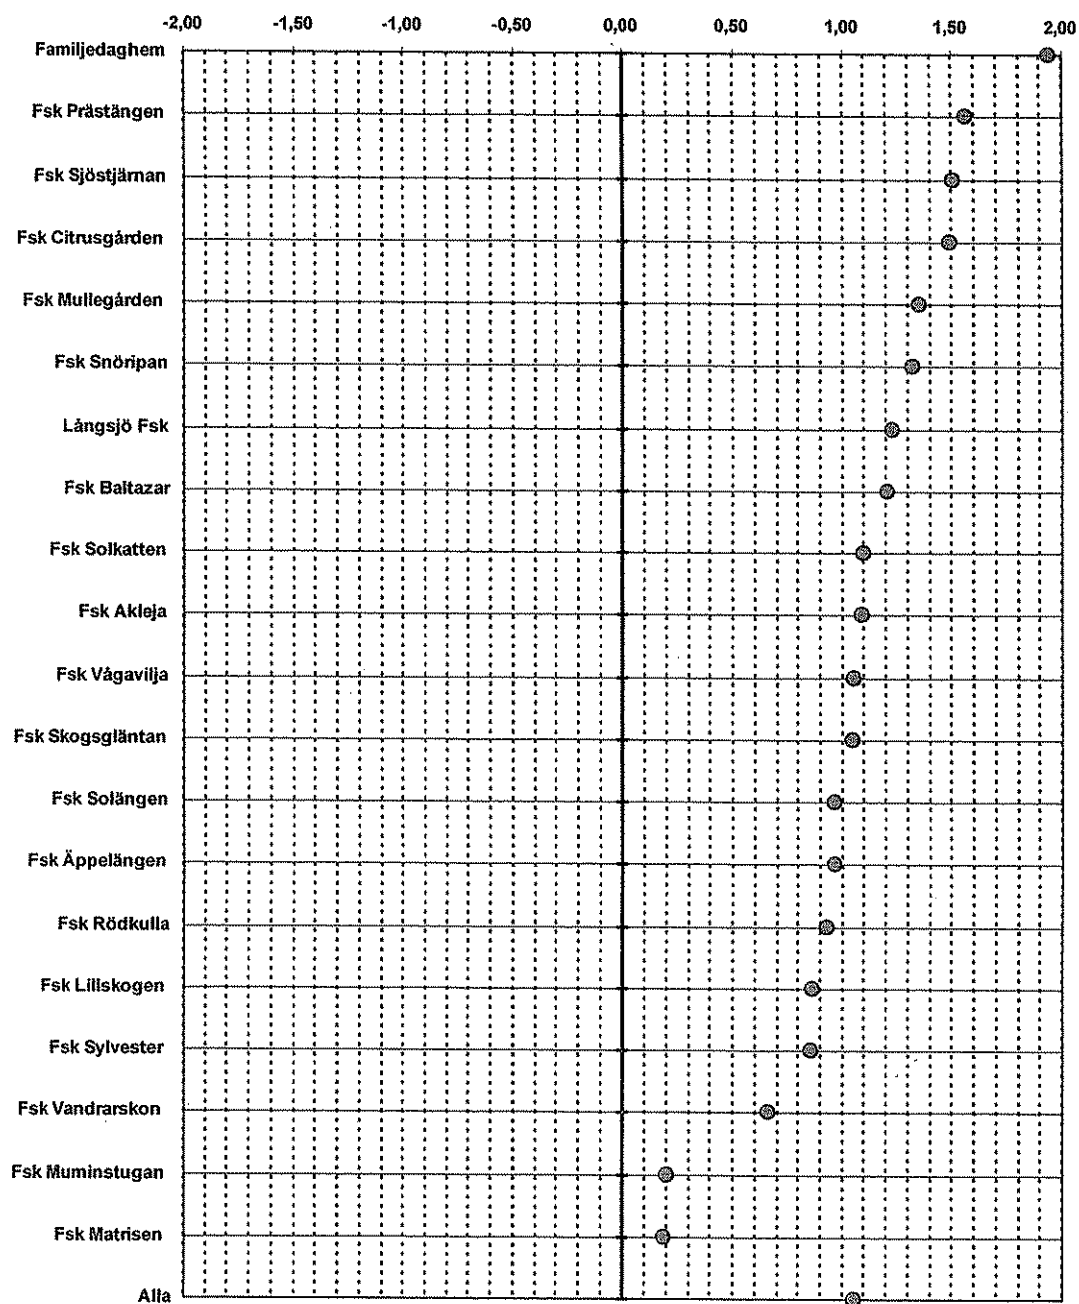 -2,00 -1,50 -1,00 -0,50 0,00 0,50 1,00 1,50 2,00
Familjedaghem
Fsk Prästängen
Fsk Sjöstjärnan
Fsk Citrusgården
Fsk Mullegården
Fsk Snöripan
Långsjö Fsk
Fsk Baltazar
Fsk Solkatten
Fsk Akleja
Fsk Vågavilja
Fsk Skogsgläntan
Fsk Solängen
Fsk Äppelängen
Fsk Rödkulla
Fsk Lillskogen
Fsk Sylvester
Fsk Vandrarskon
Fsk Muminstugan
Fsk Matrisen
Alla